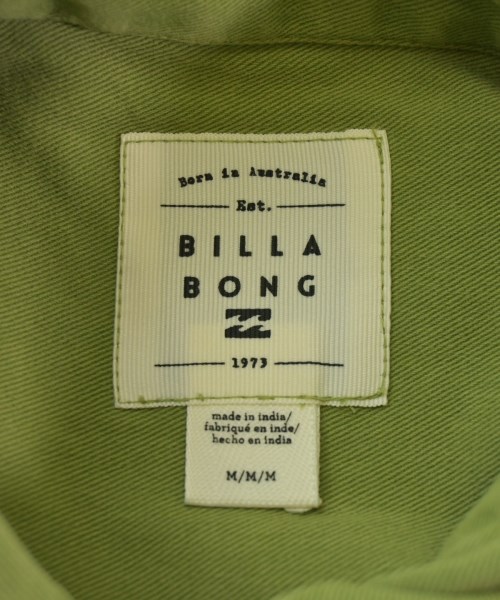 Born in Australia
Est.
BILLA
BONG
1973
made in india/
fabriqué en inde/
hecho en india
M/M/M